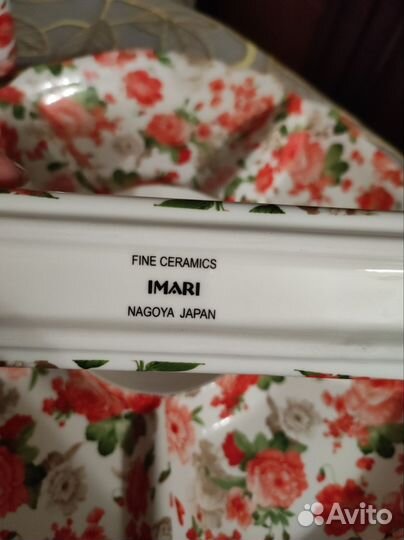 FINE CERAMICS
IMARI
NAGOYA JAPAN
Avito